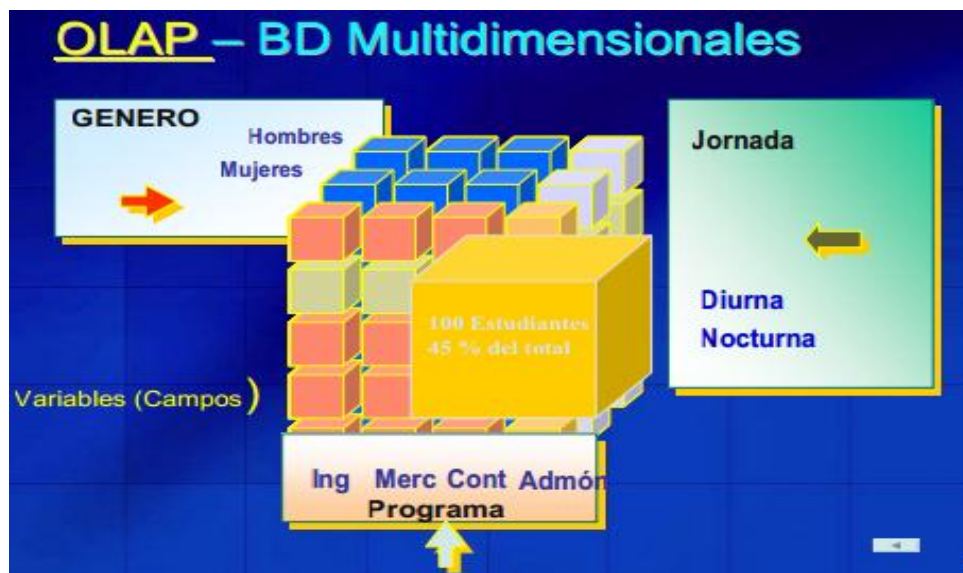 OLAP – BD Multidimensionales
GENERO
Hombres
Mujeres
Jornada
Diurna
Nocturna
100 Estudiantes
45 % del total
Variables (Campos)
Ing Merc Cont Admón
Programa